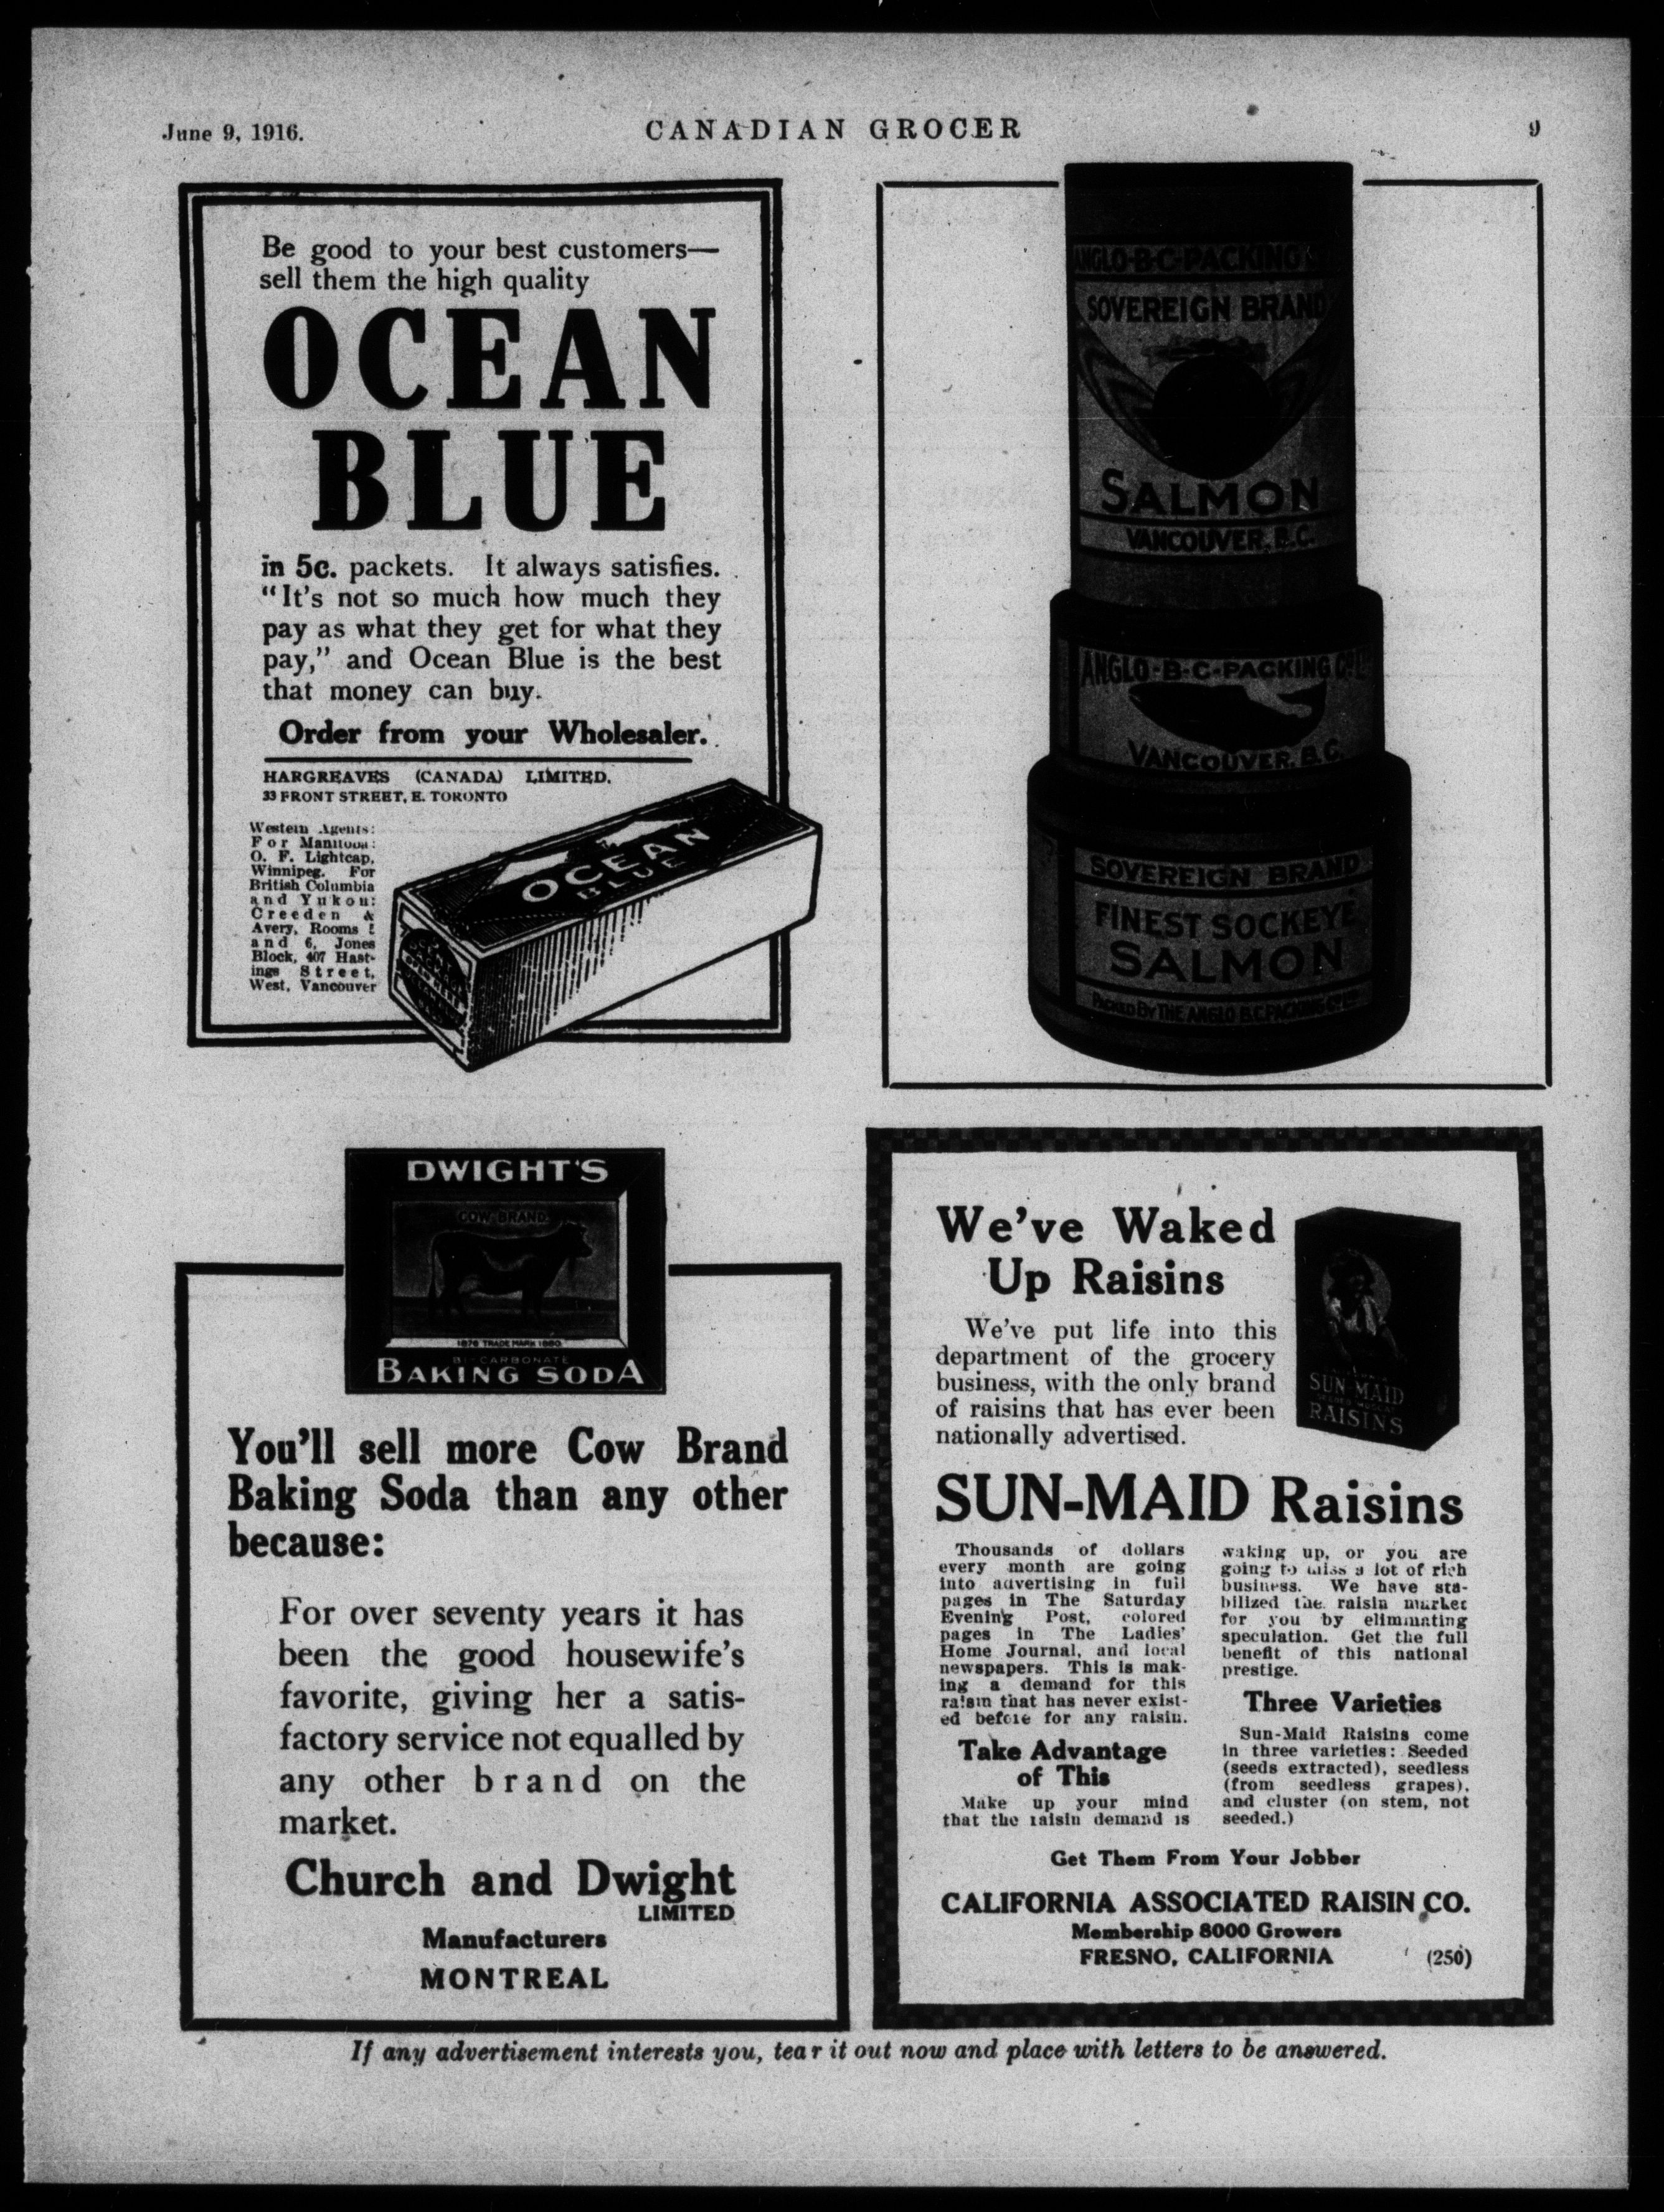 June 9, 1916.
CANADIAN GROCER
9
Be good to your best customers—
sell them the high quality
OCEAN
BLUE
in 5c. packets. It always satisfies.
"It's not so much how much they
pay as what they get for what they
pay," and Ocean Blue is the best
that money can buy.
Order from your Wholesaler.
HARGREAVES (CANADA) LIMITED.
33 FRONT STREET, E. TORONTO
Western Agents:
For Manitoba:
O. F. Lightcap,
Winnipeg. For
British Columbia
and Yukon:
Creeden &
Avery, Rooms
and 6, Jones
Block, 407 Hast-
ings Street,
West, Vancouver
OCEAN
BLUE
ANGLO-B-C-PACKING
SOVEREIGN BRAND
SALMON
VANCOUVER, B.C.
ANGLO-B-C-PACKING Co
VANCOUVER, B.C.
SOVEREIGN BRAND
FINEST SOCKEYE
SALMON
PACKED BY THE ANGLO B.C. PACKING Co
DWIGHT'S
COW BRAND
1876 TRADE MARK 1880
BI-CARBONATE
BAKING SODA
You'll sell more Cow Brand
Baking Soda than any other
because:
For over seventy years it has
been the good housewife's
favorite, giving her a satis-
factory service not equalled by
any other brand on the
market.
Church and Dwight
LIMITED
Manufacturers
MONTREAL
We've Waked
Up Raisins
We've put life into this
department of the grocery
business, with the only brand
of raisins that has ever been
nationally advertised.
SUN-MAID
RAISINS
SUN-MAID Raisins
Thousands of dollars
every month are going
into advertising in full
pages in The Saturday
Evening Post, colored
pages in The Ladies'
Home Journal, and local
newspapers. This is mak-
ing a demand for this
raisin that has never exist-
ed before for any raisin.
Take Advantage
of This
Make up your mind
that the raisin demand is
waking up, or you are
going to miss a lot of rich
business. We have sta-
bilized the raisin market
for you by eliminating
speculation. Get the full
benefit of this national
prestige.
Three Varieties
Sun-Maid Raisins come
in three varieties: Seeded
(seeds extracted), seedless
(from seedless grapes),
and cluster (on stem, not
seeded.)
Get Them From Your Jobber
CALIFORNIA ASSOCIATED RAISIN CO.
Membership 8000 Growers
FRESNO, CALIFORNIA (250)
If any advertisement interests you, tear it out now and place with letters to be answered.